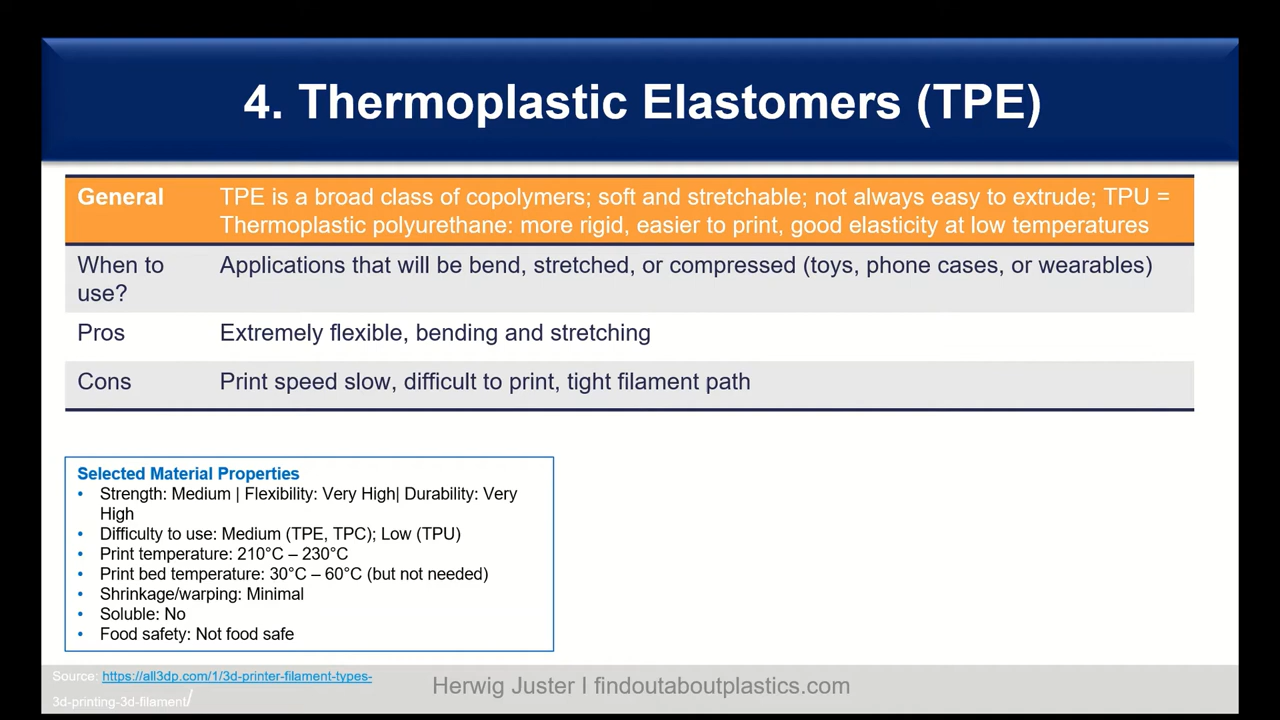 4. Thermoplastic Elastomers (TPE)
General
TPE is a broad class of copolymers; soft and stretchable; not always easy to extrude; TPU =
Thermoplastic polyurethane: more rigid, easier to print, good elasticity at low temperatures
When to
use?
Applications that will be bend, stretched, or compressed (toys, phone cases, or wearables)
Pros
Extremely flexible, bending and stretching
Cons
Print speed slow, difficult to print, tight filament path
Selected Material Properties
• Strength: Medium | Flexibility: Very High| Durability: Very
High
• Difficulty to use: Medium (TPE, TPC); Low (TPU)
• Print temperature: 210°C – 230°C
• Print bed temperature: 30°C – 60°C (but not needed)
• Shrinkage/warping: Minimal
• Soluble: No
• Food safety: Not food safe
Source: https://all3dp.com/1/3d-printer-filament-types-
3d-printing-3d-filament/
Herwig Juster I findoutaboutplastics.com